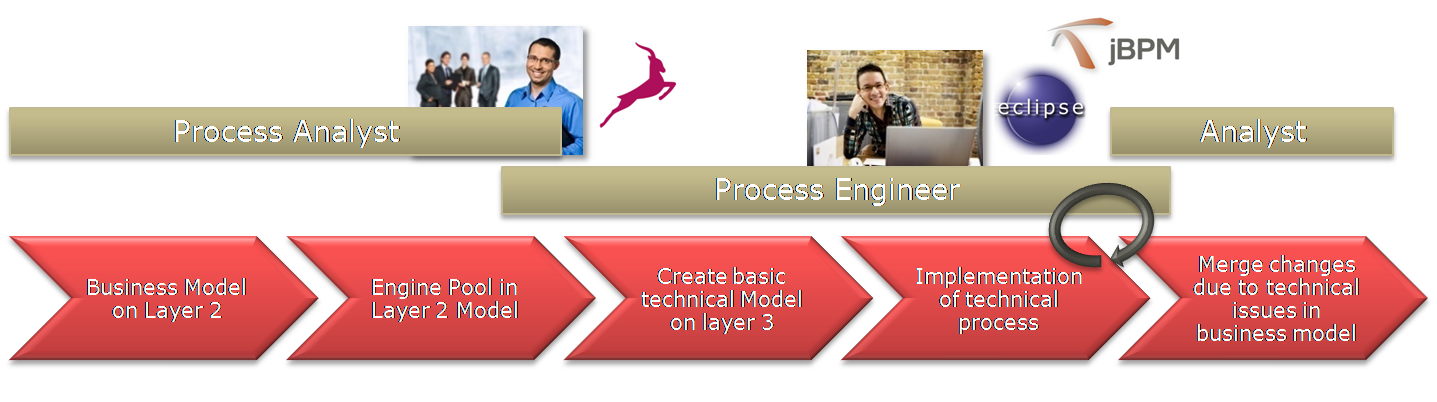 jBPM
eclipse
Process Analyst
Analyst
Process Engineer
Business Model
on Layer 2
Engine Pool in
Layer 2 Model
Create basic
technical Model
on layer 3
Implementation
of technical
process
Merge changes
due to technical
issues in
business model